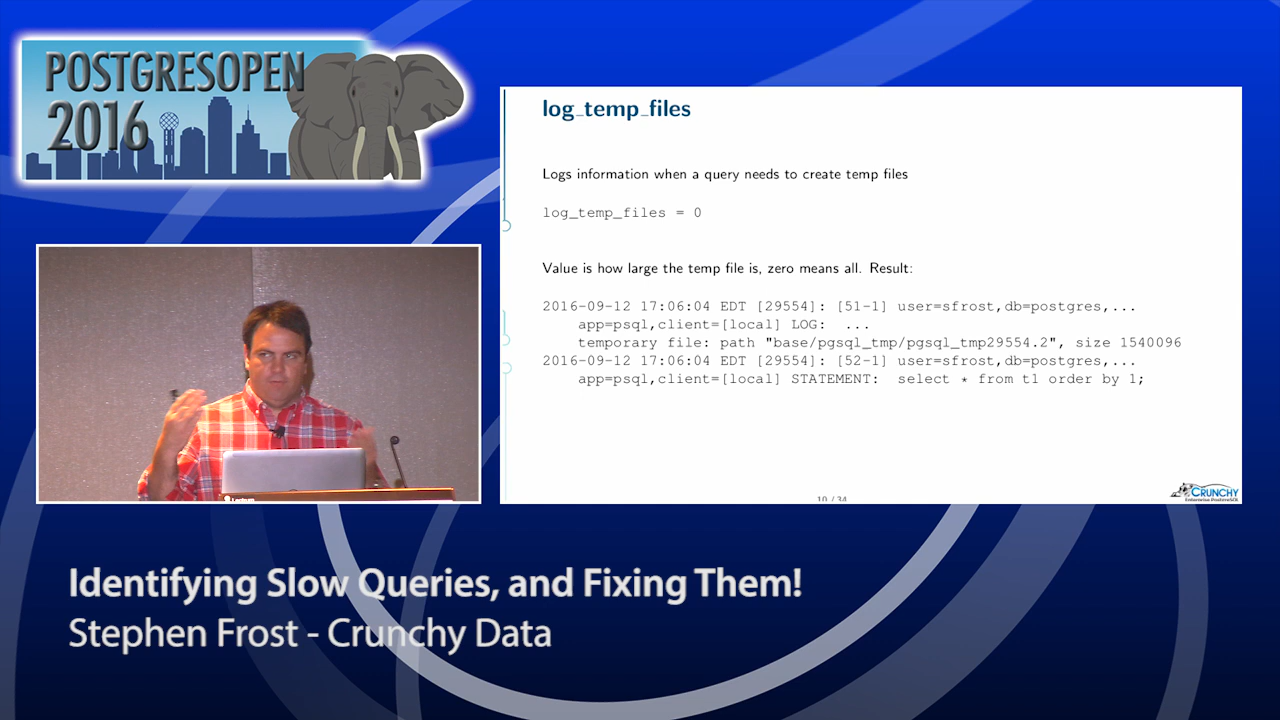 POSTGRESOPEN
2016
log_temp_files
Logs information when a query needs to create temp files
log_temp_files = 0
Value is how large the temp file is, zero means all. Result:
2016-09-12 17:06:04 EDT [29554]: [51-1] user=sfrost,db=postgres,...
app=psql,client=[local] LOG: ...
temporary file: path "base/pgsql_tmp/pgsql_tmp29554.2", size 1540096
2016-09-12 17:06:04 EDT [29554]: [52-1] user=sfrost,db=postgres,...
app=psql,client=[local] STATEMENT: select * from t1 order by 1;
10 / 34
CRUNCHY
Enterprise PostgreSQL
Identifying Slow Queries, and Fixing Them!
Stephen Frost - Crunchy Data